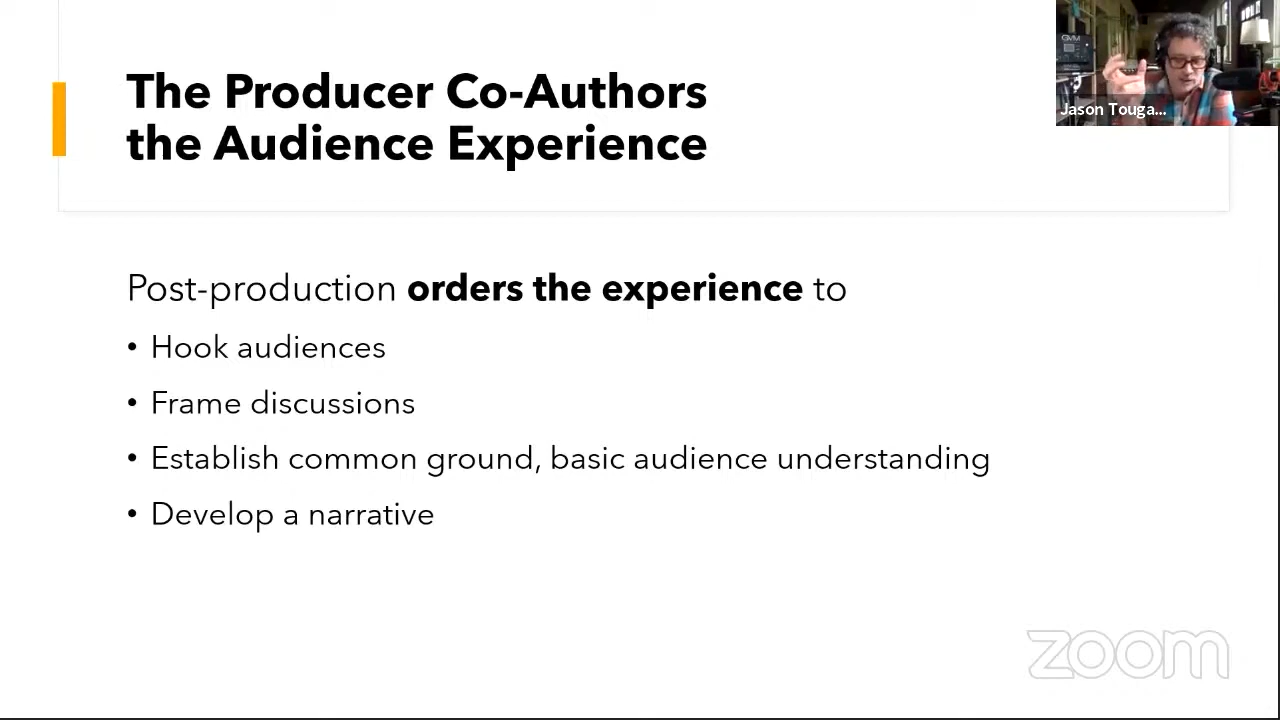 The Producer Co-Authors
the Audience Experience
GVM
Jason Touga...
Post-production orders the experience to
• Hook audiences
• Frame discussions
• Establish common ground, basic audience understanding
• Develop a narrative
zoom